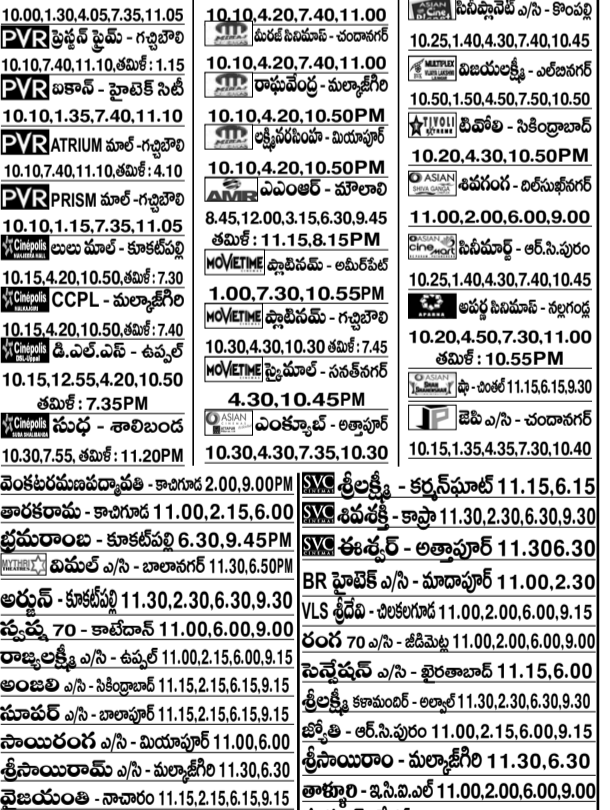 10.00,1.30,4.05,7.35,11.05
PVR ప్రెస్టన్ ప్రైమ్ - గచ్చిబౌలి
10.10,7.40,11.10,తమిళ్ : 1.15
PVR ఐకాన్ - హైటెక్ సిటీ
10.10,1.35,7.40,11.10
PVR ATRIUM మాల్ -గచ్చిబౌలి
10.10,7.40,11.10,తమిళ్ : 4.10
PVR PRISM మాల్ -గచ్చిబౌలి
10.10,1.15,7.35,11.05
Cinépolis లులు మాల్ - కూకట్‌పల్లి
10.15,4.20,10.50,తమిళ్ : 7.30
Cinépolis CCPL - మల్కాజ్‌గిరి
10.15,4.20,10.50,తమిళ్ : 7.40
Cinépolis డి.ఎల్.ఎస్ - ఉప్పల్
10.15,12.55,4.20,10.50
తమిళ్ : 7.35PM
Cinépolis సుధ - శాలిబండ
10.30,7.55, తమిళ్ : 11.20PM
10.10,4.20,7.40,11.00
మిరజ్ సినిమాస్ - చందానగర్
10.10,4.20,7.40,11.00
రాఘవేంద్ర - మల్కాజ్‌గిరి
10.10,4.20,10.50PM
లక్ష్మీనరసింహ - మియాపూర్
10.10,4.20,10.50PM
AMR ఎఎంఆర్ - మౌలాలి
8.45,12.00,3.15,6.30,9.45
తమిళ్ : 11.15,8.15PM
MOVIETIME ప్లాటినమ్ - అమీర్‌పేట్
1.00,7.30,10.55PM
MOVIETIME ప్లాటినమ్ - గచ్చిబౌలి
10.30,4.30,10.30 తమిళ్ : 7.45
MOVIETIME స్కైమాల్ - సనత్‌నగర్
4.30,10.45PM
ASIAN ఎంక్యూబ్ - అత్తాపూర్
10.30,4.30,7.35,10.30
సినీప్లానెట్ ఎ/సి - కొంపల్లి
10.25,1.40,4.30,7.40,10.45
MULTIPLEX విజయలక్ష్మీ - ఎల్‌బినగర్
10.50,1.50,4.50,7.50,10.50
TIVOLI టివోలి - సికింద్రాబాద్
10.20,4.30,10.50PM
ASIAN SHIVA GANGA శివగంగ - దిల్‌సుఖ్‌నగర్
11.00,2.00,6.00,9.00
ASIAN cine సినీమార్ట్ - ఆర్.సి.పురం
10.25,1.40,4.30,7.40,10.45
APARNA అపర్ణ సినిమాస్ - నల్లగండ్ల
10.20,4.50,7.30,11.00
తమిళ్ : 10.55PM
ASIAN షా - చింతల్ 11.15,6.15,9.30
జెపి ఎ/సి - చందానగర్
10.15,1.35,4.35,7.30,10.40
వెంకటరమణపద్మావతి - కాచిగూడ 2.00,9.00PM
తారకరామ - కాచిగూడ 11.00,2.15,6.00
భ్రమరాంబ - కూకట్‌పల్లి 6.30,9.45PM
MYTHRI విమల్ ఎ/సి - బాలానగర్ 11.30,6.50PM
అర్జున్ - కూకట్‌పల్లి 11.30,2.30,6.30,9.30
స్వప్న 70 - కాటేదాన్ 11.00,6.00,9.00
రాజ్యలక్ష్మీ ఎ/సి - ఉప్పల్ 11.00,2.15,6.00,9.15
అంజలి ఎ/సి - సికింద్రాబాద్ 11.15,2.15,6.15,9.15
సూపర్ ఎ/సి - బాలాపూర్ 11.15,2.15,6.15,9.15
సాయిరంగ ఎ/సి - మియాపూర్ 11.00,6.00
శ్రీసాయిరామ్ ఎ/సి - మల్కాజ్‌గిరి 11.30,6.30
వైజయంతి - నాచారం 11.15,2.15,6.15,9.15
SVC శ్రీలక్ష్మీ - కర్మన్‌ఘాట్ 11.15,6.15
SVC శివశక్తి - కాప్రా 11.30,2.30,6.30,9.30
SVC ఈశ్వర్ - అత్తాపూర్ 11.306.30
BR హైటెక్ ఎ/సి - మాదాపూర్ 11.00,2.30
VLS శ్రీదేవి - చిలకలగూడ 11.00,2.00,6.00,9.15
రంగ 70 ఎ/సి - జీడిమెట్ల 11.00,2.00,6.00,9.00
సెన్సేషన్ ఎ/సి - ఖైరతాబాద్ 11.15,6.00
శ్రీలక్ష్మీ కళామందిర్ - అల్వాల్ 11.30,2.30,6.30,9.30
జ్యోతి - ఆర్.సి.పురం 11.00,2.15,6.00,9.15
శ్రీసాయిరాం - మల్కాజ్‌గిరి 11.30,6.30
తాళ్ళూరి - ఇ.సి.ఐ.ఎల్ 11.00,2.00,6.00,9.00